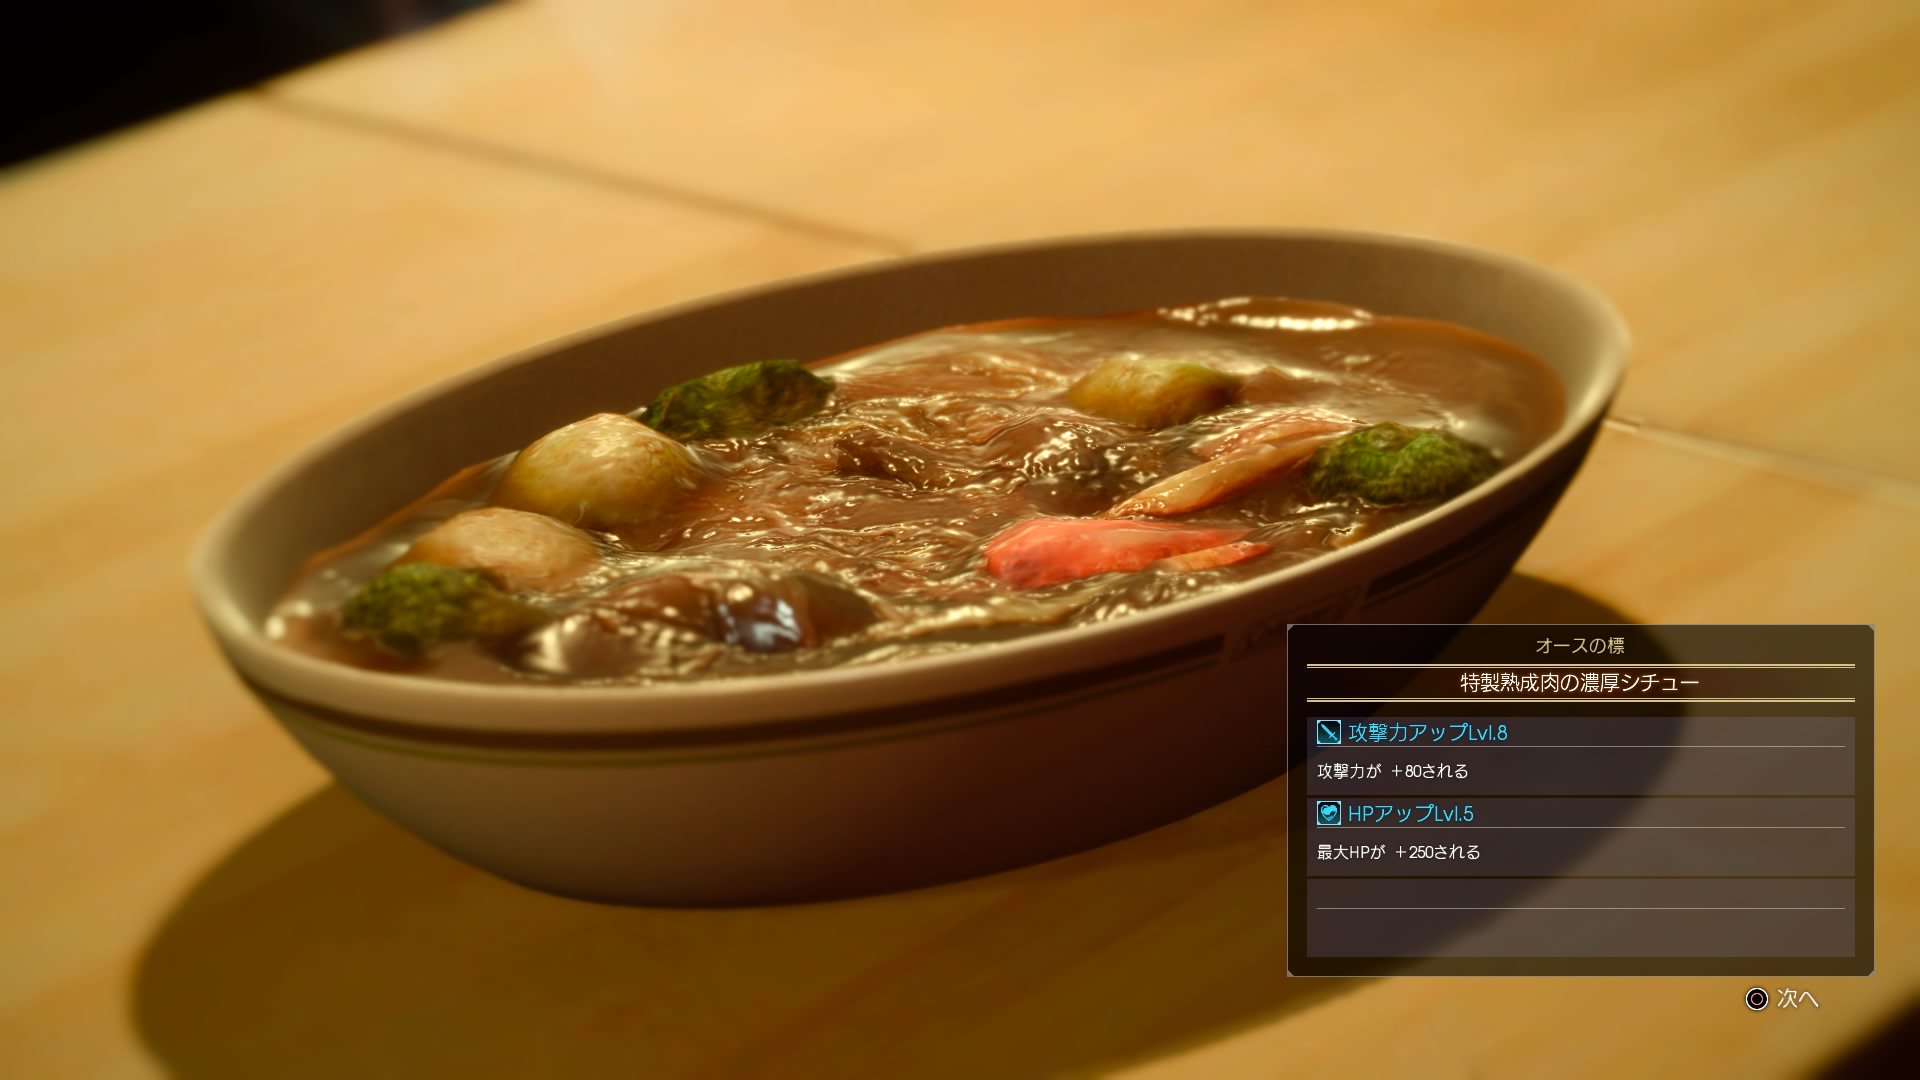 オースの標
特製熟成肉の濃厚シチュー
攻撃力アップLvl.8
攻撃力が +80される
HPアップLvl.5
最大HPが +250される
次へ